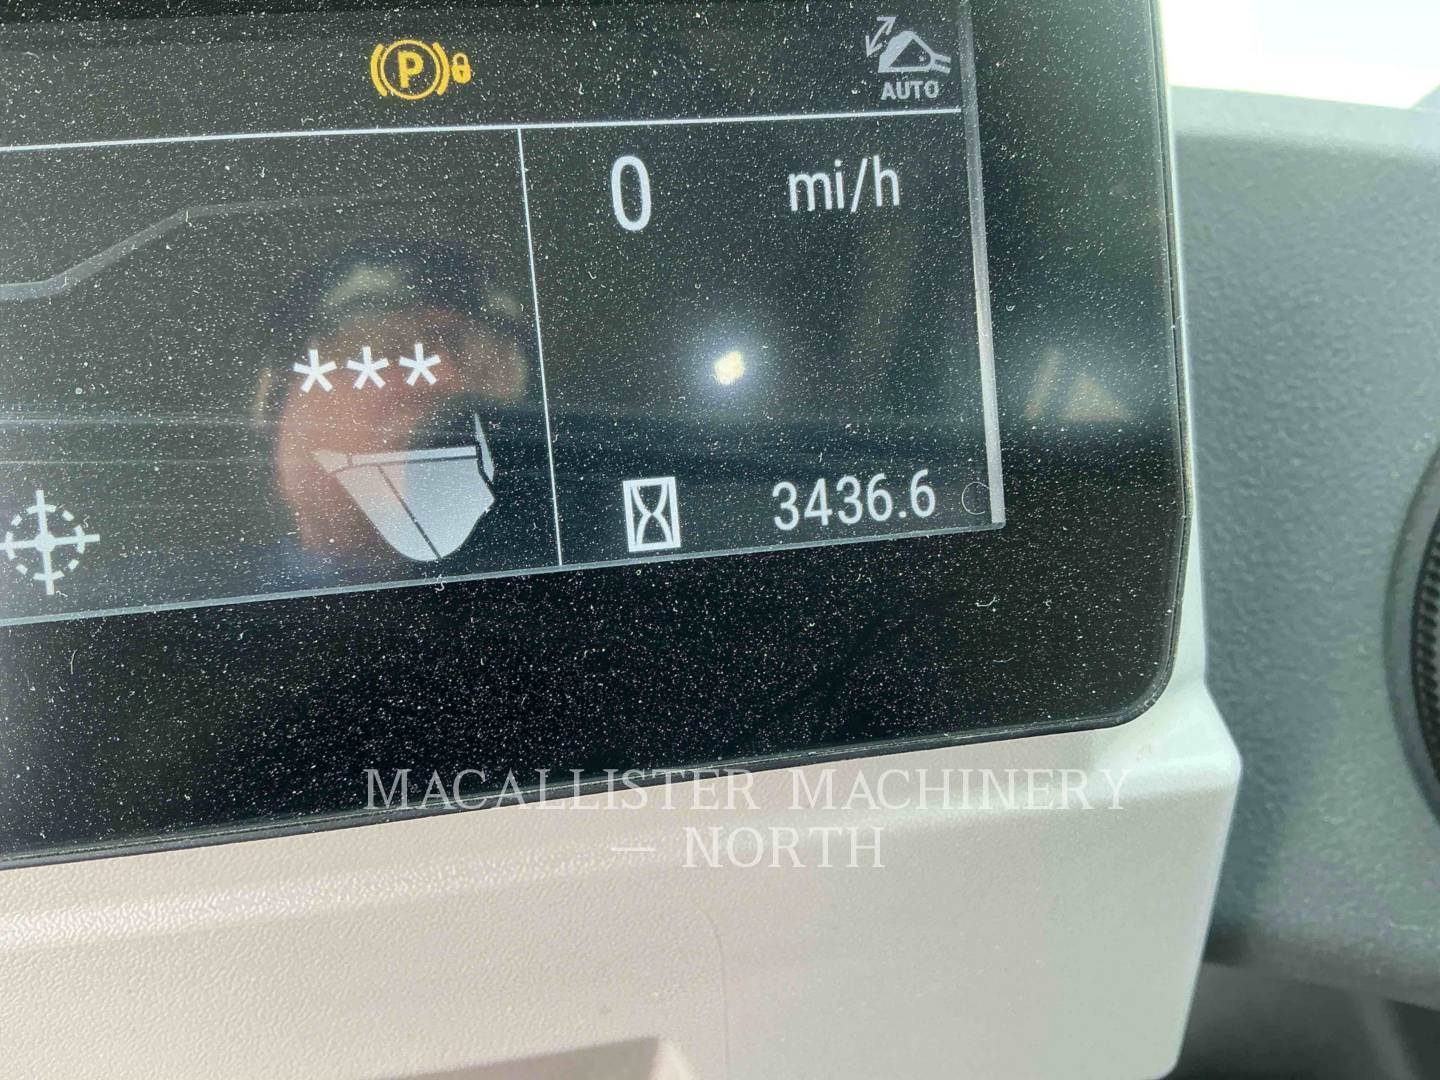 P
AUTO
0 mi/h
***
3436.6
MACALLISTER MACHINERY
— NORTH